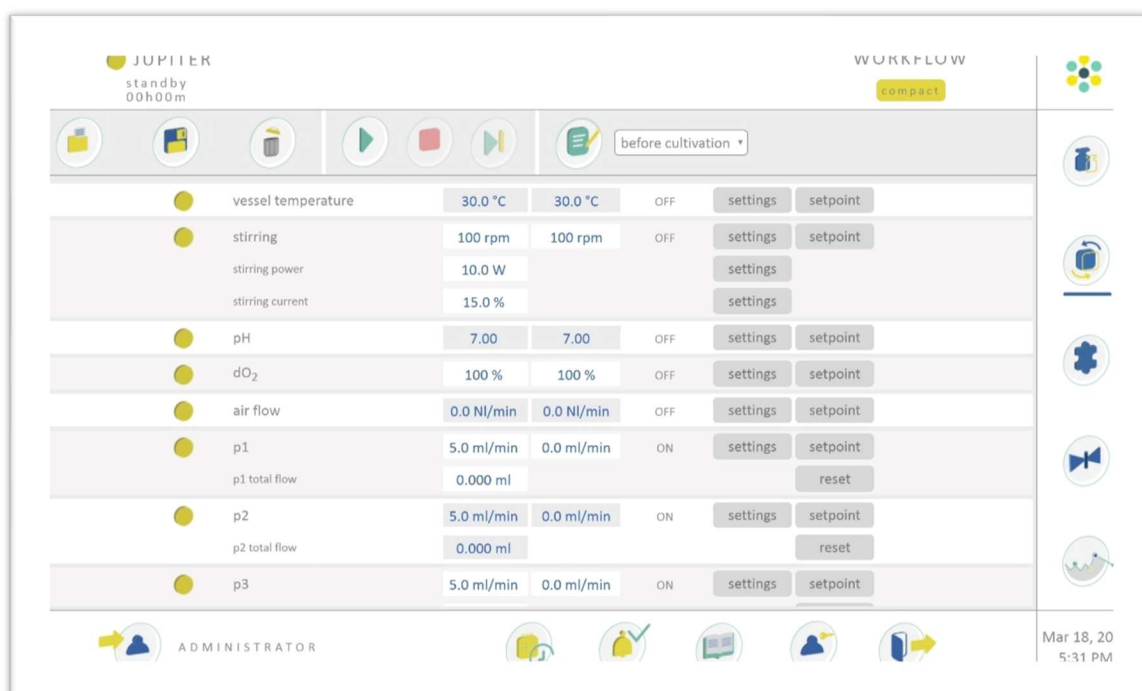 JUPITER WORKFLOW
standby
00h00m compact
before cultivation
vessel temperature 30.0 °C 30.0 °C OFF settings setpoint
stirring 100 rpm 100 rpm OFF settings setpoint
stirring power 10.0 W settings
stirring current 15.0 % settings
pH 7.00 7.00 OFF settings setpoint
dO₂ 100 % 100 % OFF settings setpoint
air flow 0.0 Nl/min 0.0 Nl/min OFF settings setpoint
p1 5.0 ml/min 0.0 ml/min ON settings setpoint
p1 total flow 0.000 ml reset
p2 5.0 ml/min 0.0 ml/min ON settings setpoint
p2 total flow 0.000 ml reset
p3 5.0 ml/min 0.0 ml/min ON settings setpoint
ADMINISTRATOR Mar 18, 20
5:31 PM